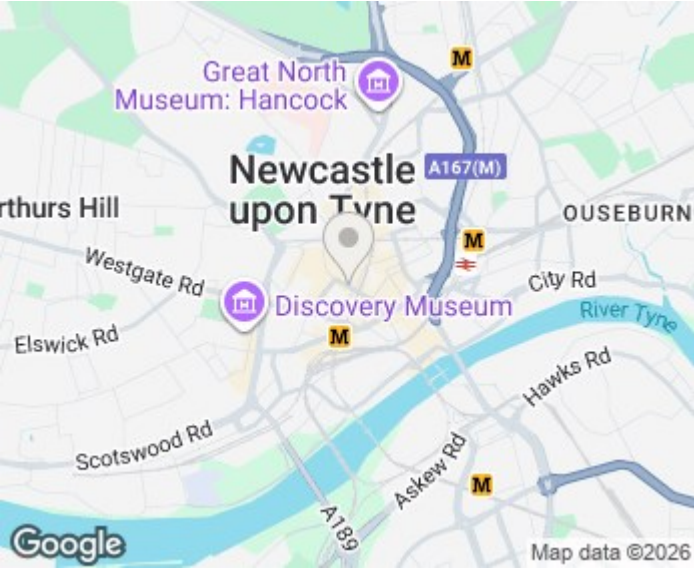 M
Great North
Museum: Hancock
Newcastle
upon Tyne
A167(M)
rthurs Hill
OUSEBURN
M
Westgate Rd
City Rd
Discovery Museum
River Tyne
Elswick Rd
M
Hawks Rd
Scotswood Rd
Askew Rd
M
A189
Google
Map data ©2026